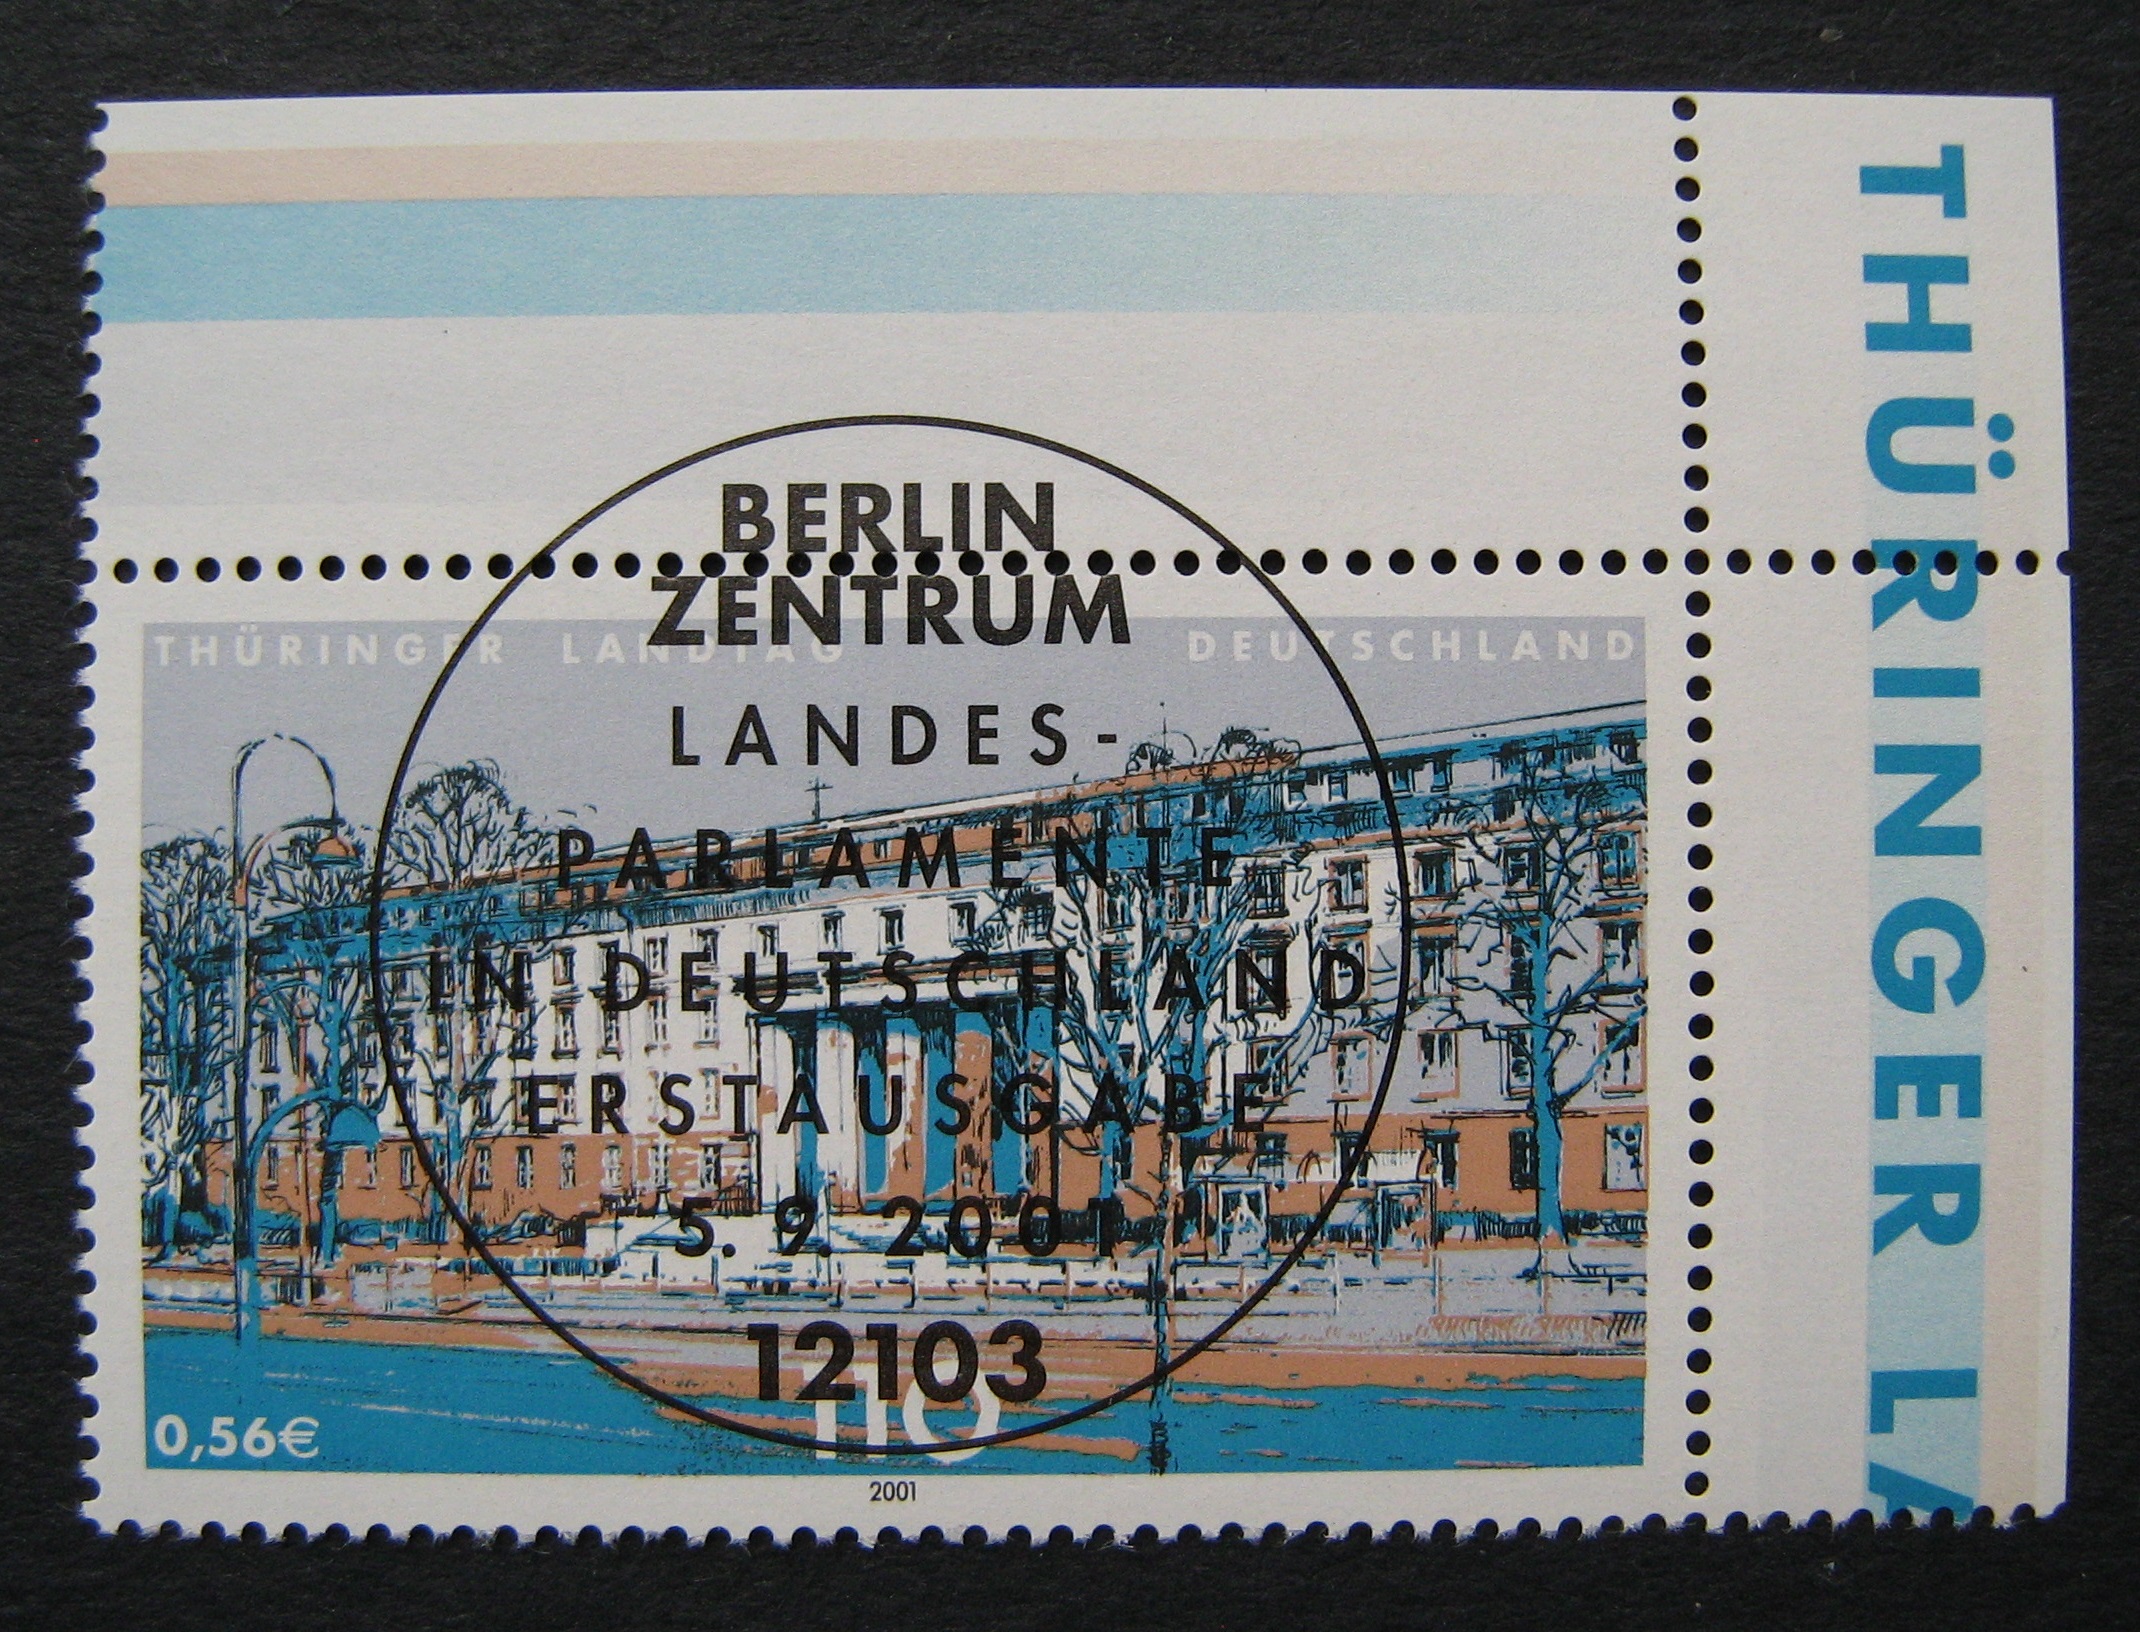 BERLIN
ZENTRUM
LANDES-
PARLAMENTE
IN DEUTSCHLAND
ERSTAUSGABE
5. 9. 2001
12103
THÜRINGER LANDTAG DEUTSCHLAND
0,56€
110
2001
THÜRINGER LA